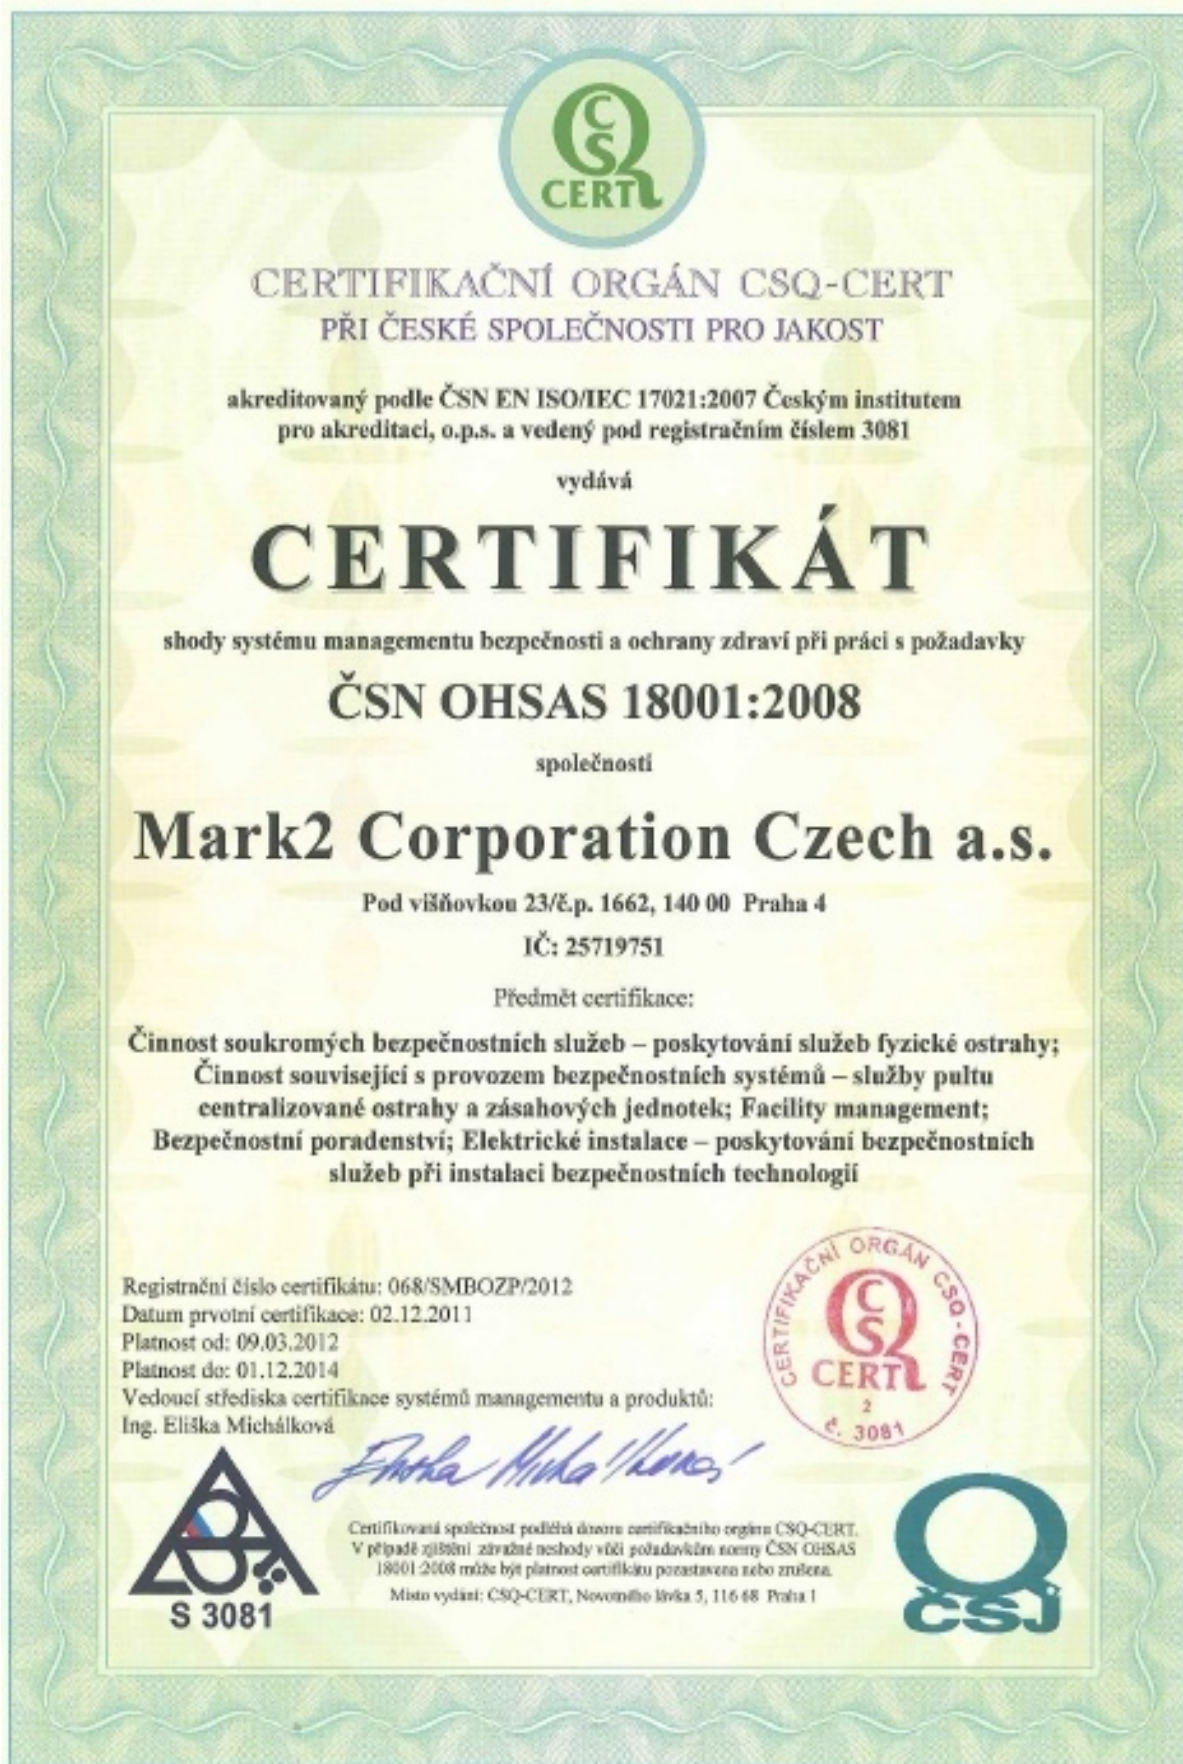 CSQ
CERT
CERTIFIKAČNÍ ORGÁN CSQ-CERT
PŘI ČESKÉ SPOLEČNOSTI PRO JAKOST
akreditovaný podle ČSN EN ISO/IEC 17021:2007 Českým institutem
pro akreditaci, o.p.s. a vedený pod registračním číslem 3081
vydává
CERTIFIKÁT
shody systému managementu bezpečnosti a ochrany zdraví při práci s požadavky
ČSN OHSAS 18001:2008
společnosti
Mark2 Corporation Czech a.s.
Pod višňovkou 23/č.p. 1662, 140 00 Praha 4
IČ: 25719751
Předmět certifikace:
Činnost soukromých bezpečnostních služeb – poskytování služeb fyzické ostrahy;
Činnost související s provozem bezpečnostních systémů – služby pultu
centralizované ostrahy a zásahových jednotek; Facility management;
Bezpečnostní poradenství; Elektrické instalace – poskytování bezpečnostních
služeb při instalaci bezpečnostních technologií
Registrační číslo certifikátu: 068/SMBOZP/2012
Datum prvotní certifikace: 02.12.2011
Platnost od: 09.03.2012
Platnost do: 01.12.2014
Vedoucí střediska certifikace systémů managementu a produktů:
Ing. Eliška Michálková
CERTIFIKAČNÍ ORGÁN CSQ-CERT
CSQ
CERT
2
č. 3081
S 3081
Certifikovaná společnost podléhá dozoru certifikačního orgánu CSQ-CERT.
V případě zjištění závažné neshody vůči požadavkům normy ČSN OHSAS
18001:2008 může být platnost certifikátu pozastavena nebo zrušena.
Místo vydání: CSQ-CERT, Novotného lávka 5, 116 68 Praha 1
ČSJ